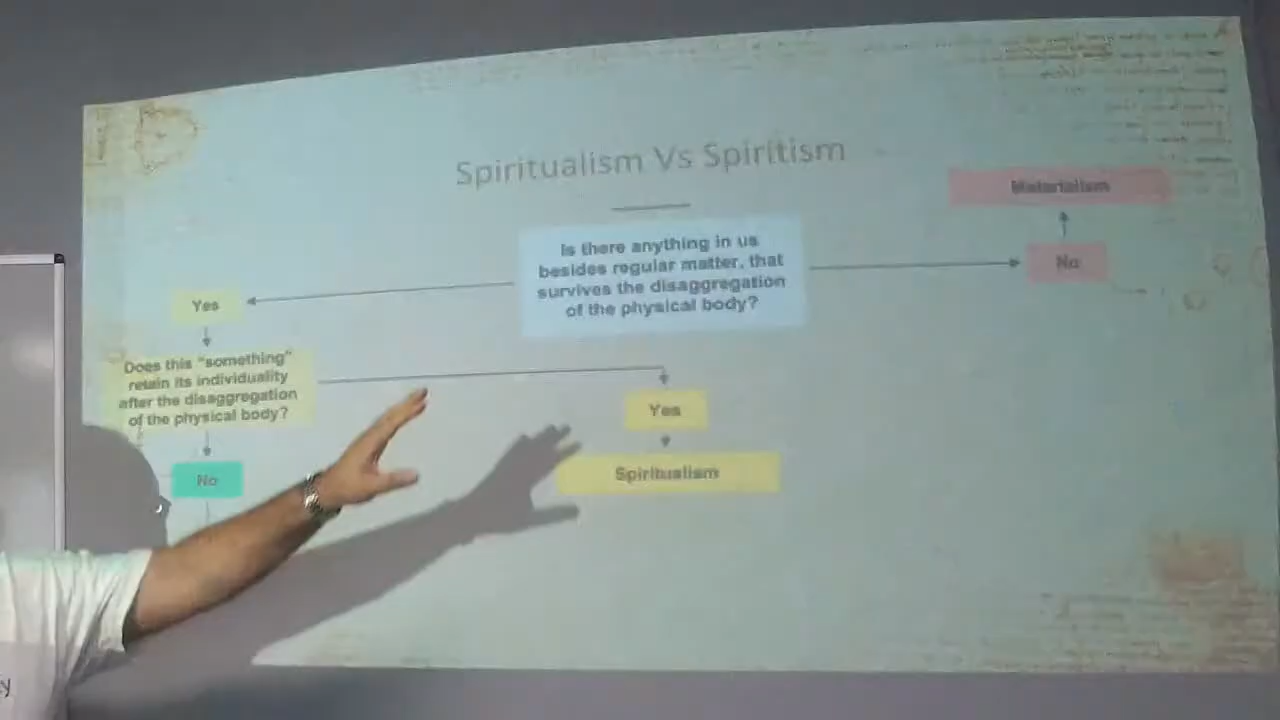 Spiritualism Vs Spiritism
Materialism
Is there anything in us
besides regular matter, that
survives the disaggregation
of the physical body?
No
Yes
Does this "something"
retain its individuality
after the disaggregation
of the physical body?
Yes
No
Spiritualism